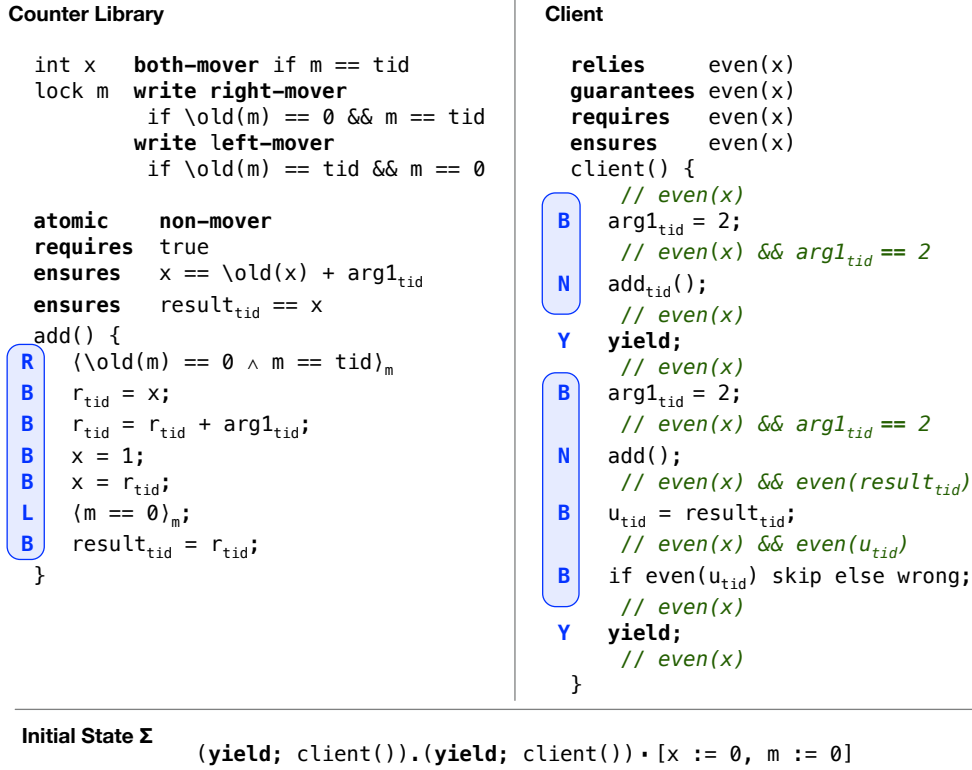 Counter Library
int x both-mover if m == tid
lock m write right-mover
if \old(m) == 0 && m == tid
write left-mover
if \old(m) == tid && m == 0
atomic non-mover
requires true
ensures x == \old(x) + arg1tid
ensures resulttid == x
add() {
R ⟨\old(m) == 0 ∧ m == tid⟩m
B rtid = x;
B rtid = rtid + arg1tid;
B x = 1;
B x = rtid;
L ⟨m == 0⟩m;
B resulttid = rtid;
}
Client
relies even(x)
guarantees even(x)
requires even(x)
ensures even(x)
client() {
// even(x)
B arg1tid = 2;
// even(x) && arg1tid == 2
N addtid();
// even(x)
Y yield;
// even(x)
B arg1tid = 2;
// even(x) && arg1tid == 2
N add();
// even(x) && even(resulttid)
B utid = resulttid;
// even(x) && even(utid)
B if even(utid) skip else wrong;
// even(x)
Y yield;
// even(x)
}
Initial State Σ
(yield; client()).(yield; client())·[x := 0, m := 0]